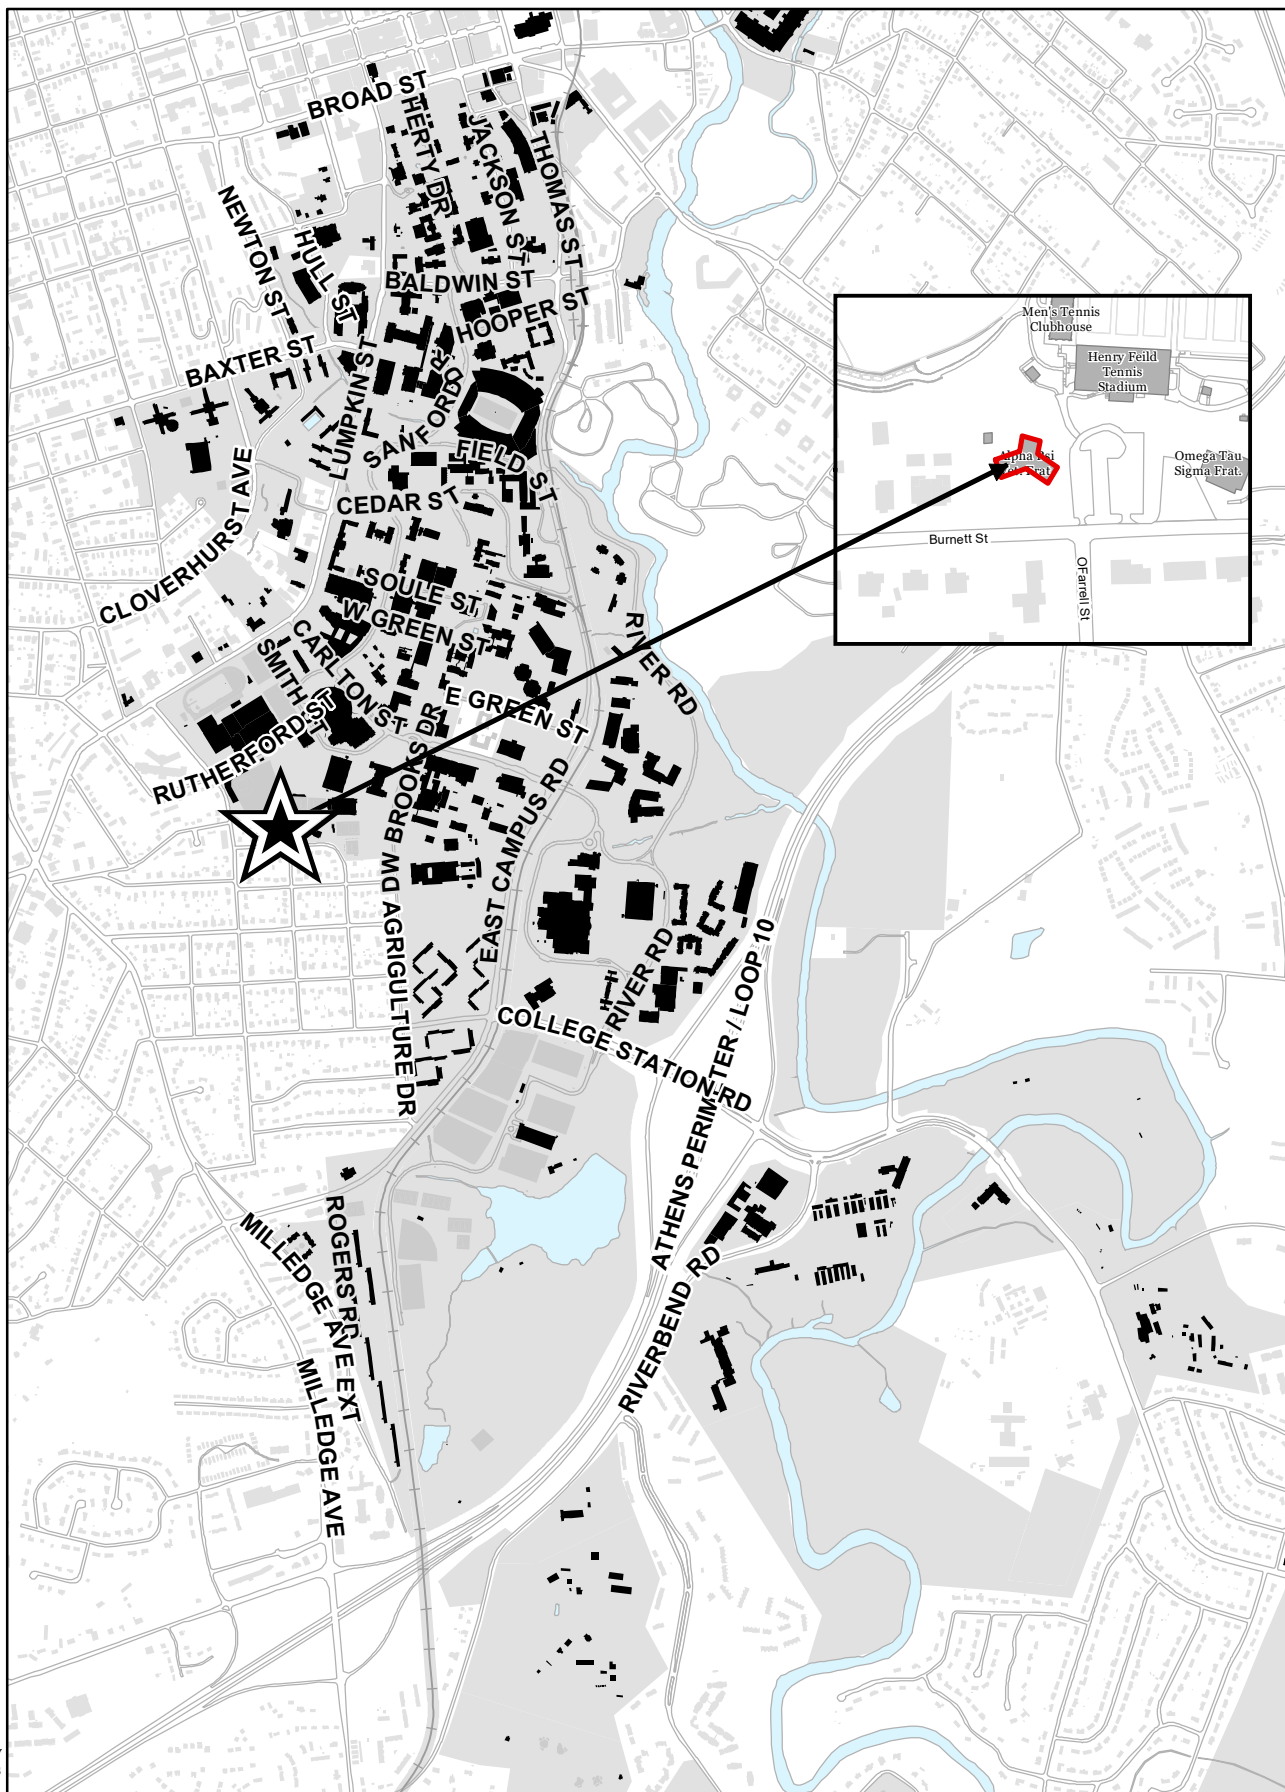 BROAD ST
HERTY DR
JACKSON ST
THOMAS ST
NEWTON ST
HULL ST
BALDWIN ST
HOOPER ST
BAXTER ST
LUMPKIN ST
SANFORD DR
FIELD ST
CEDAR ST
CLOVERHURST AVE
SOULE ST
W GREEN ST
CARLTON ST
SMITH ST
RUTHERFORD ST
E GREEN ST
RIVER RD
DW BROOKS DR
EAST CAMPUS RD
AGRIGULTURE DR
RIVER RD
COLLEGE STATION RD
ATHENS PERIMETER / LOOP 10
RIVERBEND RD
ROGERS RD
MILLEDGE AVE EXT
MILLEDGE AVE
Men's Tennis
Clubhouse
Henry Feild
Tennis
Stadium
Alpha Psi
Frat.
Omega Tau
Sigma Frat.
Burnett St
OFarrell St